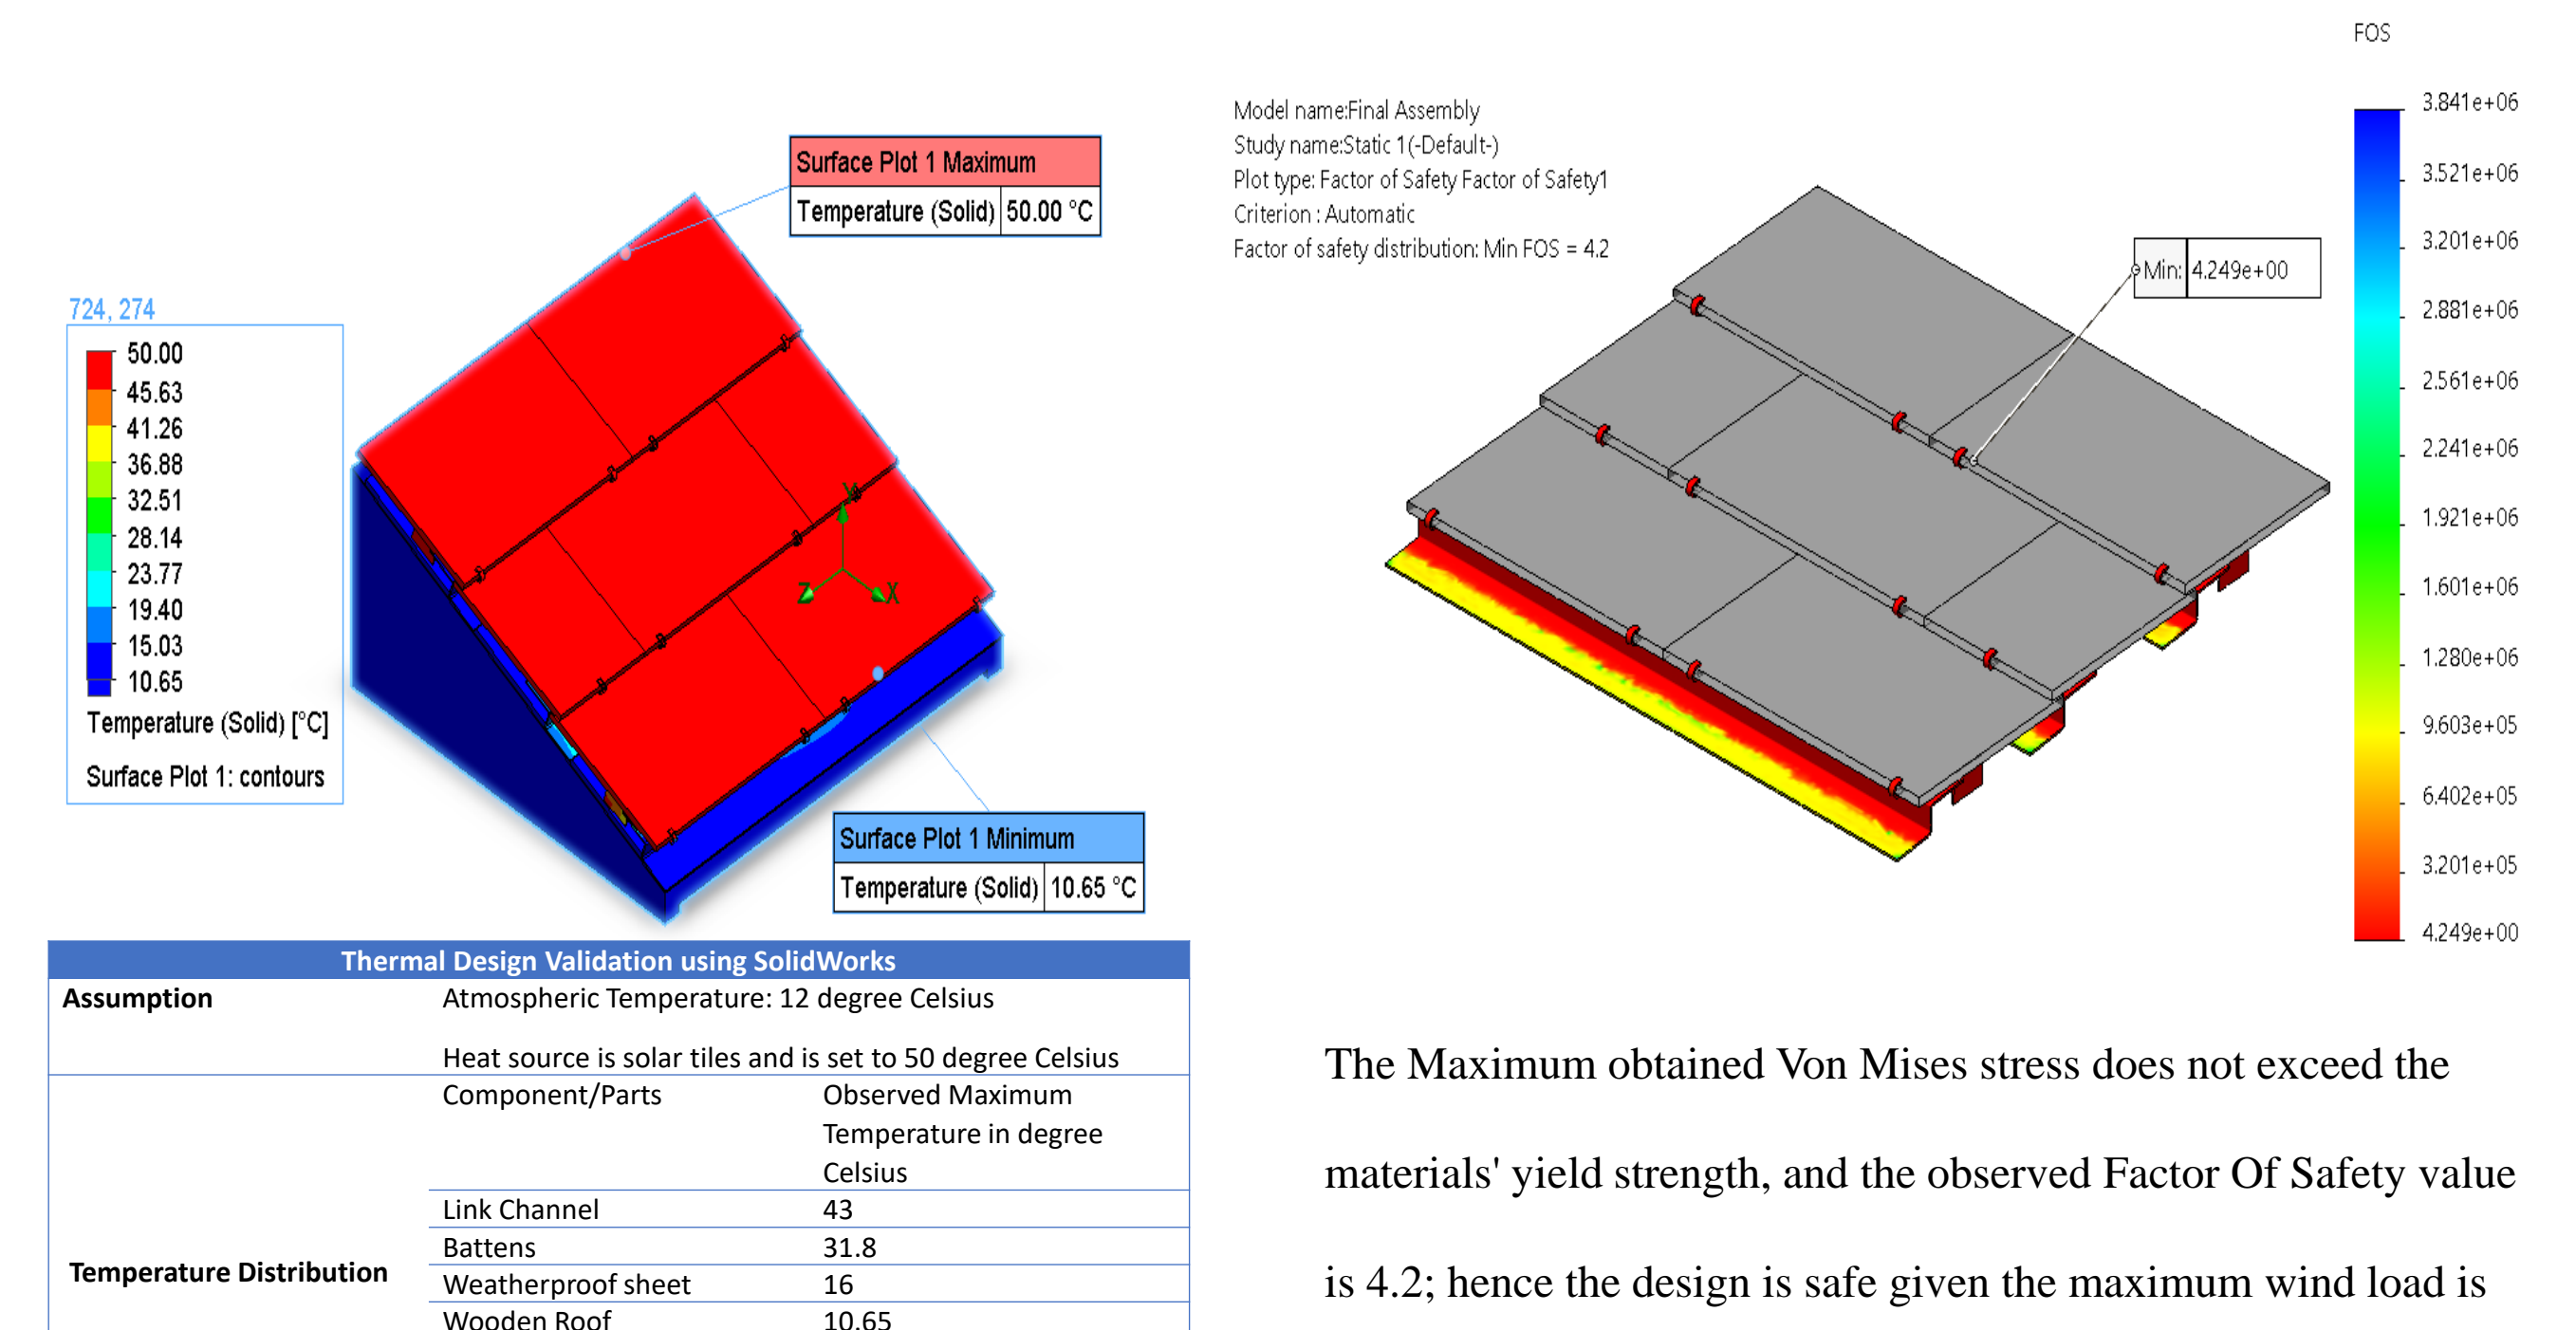 Surface Plot 1 Maximum
Temperature (Solid) 50.00 °C
724, 274
50.00
45.63
41.26
36.88
32.51
28.14
23.77
19.40
15.03
10.65
Temperature (Solid) [°C]
Surface Plot 1: contours
Y
Z
X
Surface Plot 1 Minimum
Temperature (Solid) 10.65 °C
FOS
Model name:Final Assembly
Study name:Static 1(-Default-)
Plot type: Factor of Safety Factor of Safety1
Criterion : Automatic
Factor of safety distribution: Min FOS = 4.2
Min: 4.249e+00
3.841e+06
3.521e+06
3.201e+06
2.881e+06
2.561e+06
2.241e+06
1.921e+06
1.601e+06
1.280e+06
9.603e+05
6.402e+05
3.201e+05
4.249e+00
Thermal Design Validation using SolidWorks
Assumption
Atmospheric Temperature: 12 degree Celsius
Heat source is solar tiles and is set to 50 degree Celsius
Temperature Distribution
Component/Parts
Observed Maximum
Temperature in degree
Celsius
Link Channel 43
Battens 31.8
Weatherproof sheet 16
Wooden Roof 10.65
The Maximum obtained Von Mises stress does not exceed the
materials' yield strength, and the observed Factor Of Safety value
is 4.2; hence the design is safe given the maximum wind load is